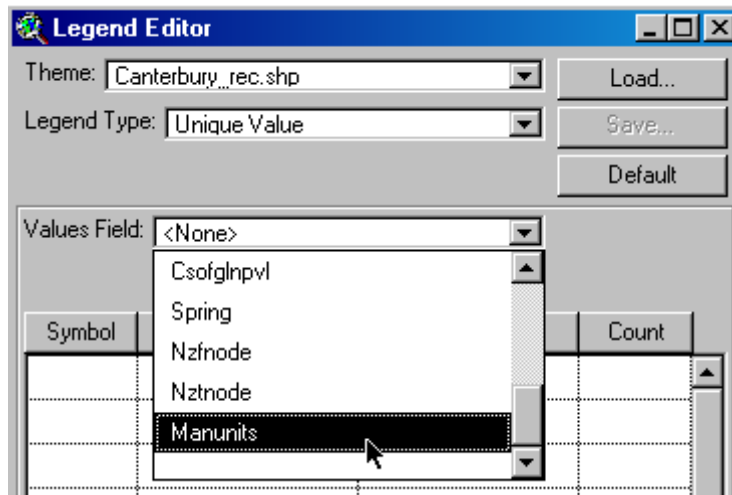 Legend Editor
Theme: Canterbury_rec.shp
Load...
Legend Type: Unique Value
Save...
Default
Values Field: <None>
Csofglnpvl
Spring
Nzfnode
Nztnode
Manunits
Symbol
Count